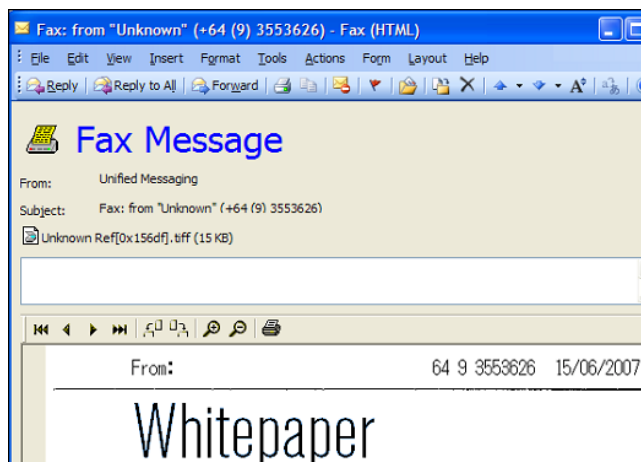 Fax: from "Unknown" (+64 (9) 3553626) - Fax (HTML)
File Edit View Insert Format Tools Actions Form Layout Help
Reply Reply to All Forward
Fax Message
From: Unified Messaging
Subject: Fax: from "Unknown" (+64 (9) 3553626)
Unknown Ref[0x156df].tiff (15 KB)
From: 64 9 3553626 15/06/2007
Whitepaper